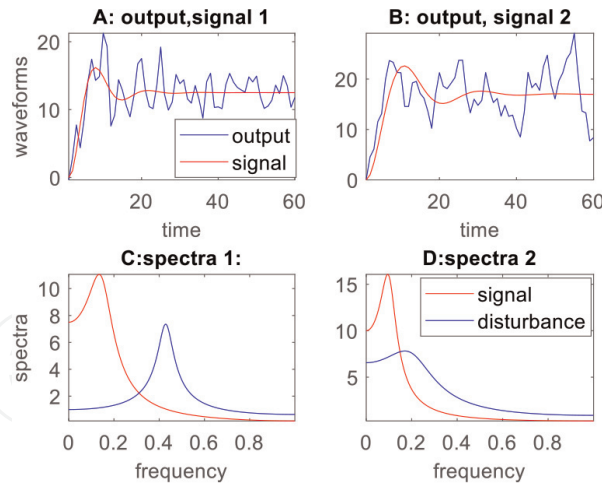 A: output,signal 1
B: output, signal 2
waveforms
20
10
0
20
40
60
output
signal
time
20
10
0
20
40
60
time
C:spectra 1:
D:spectra 2
spectra
10
8
6
4
2
0
0.2
0.4
0.6
0.8
frequency
15
10
5
0
0.2
0.4
0.6
0.8
signal
disturbance
frequency